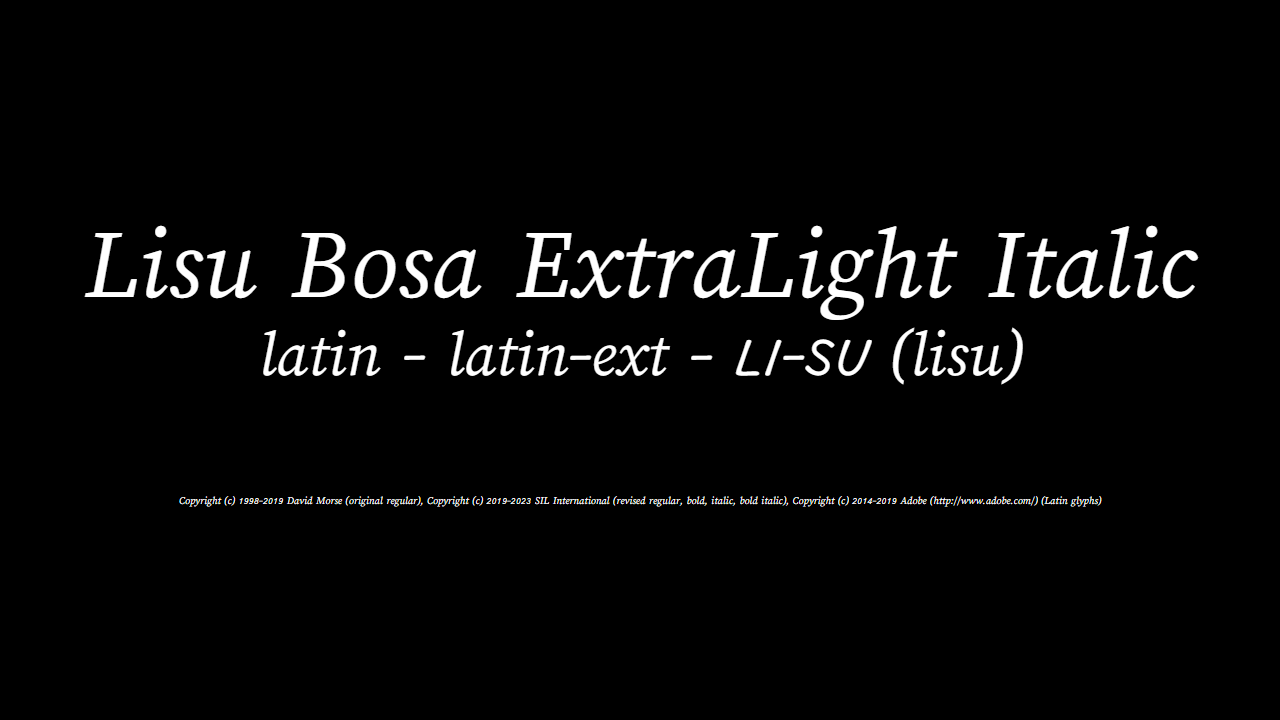 Lisu Bosa ExtraLight Italic
latin - latin-ext - ꓡꓲ-ꓢꓴ (lisu)
Copyright (c) 1998-2019 David Morse (original regular), Copyright (c) 2019-2023 SIL International (revised regular, bold, italic, bold italic), Copyright (c) 2014-2019 Adobe (http://www.adobe.com/) (Latin glyphs)